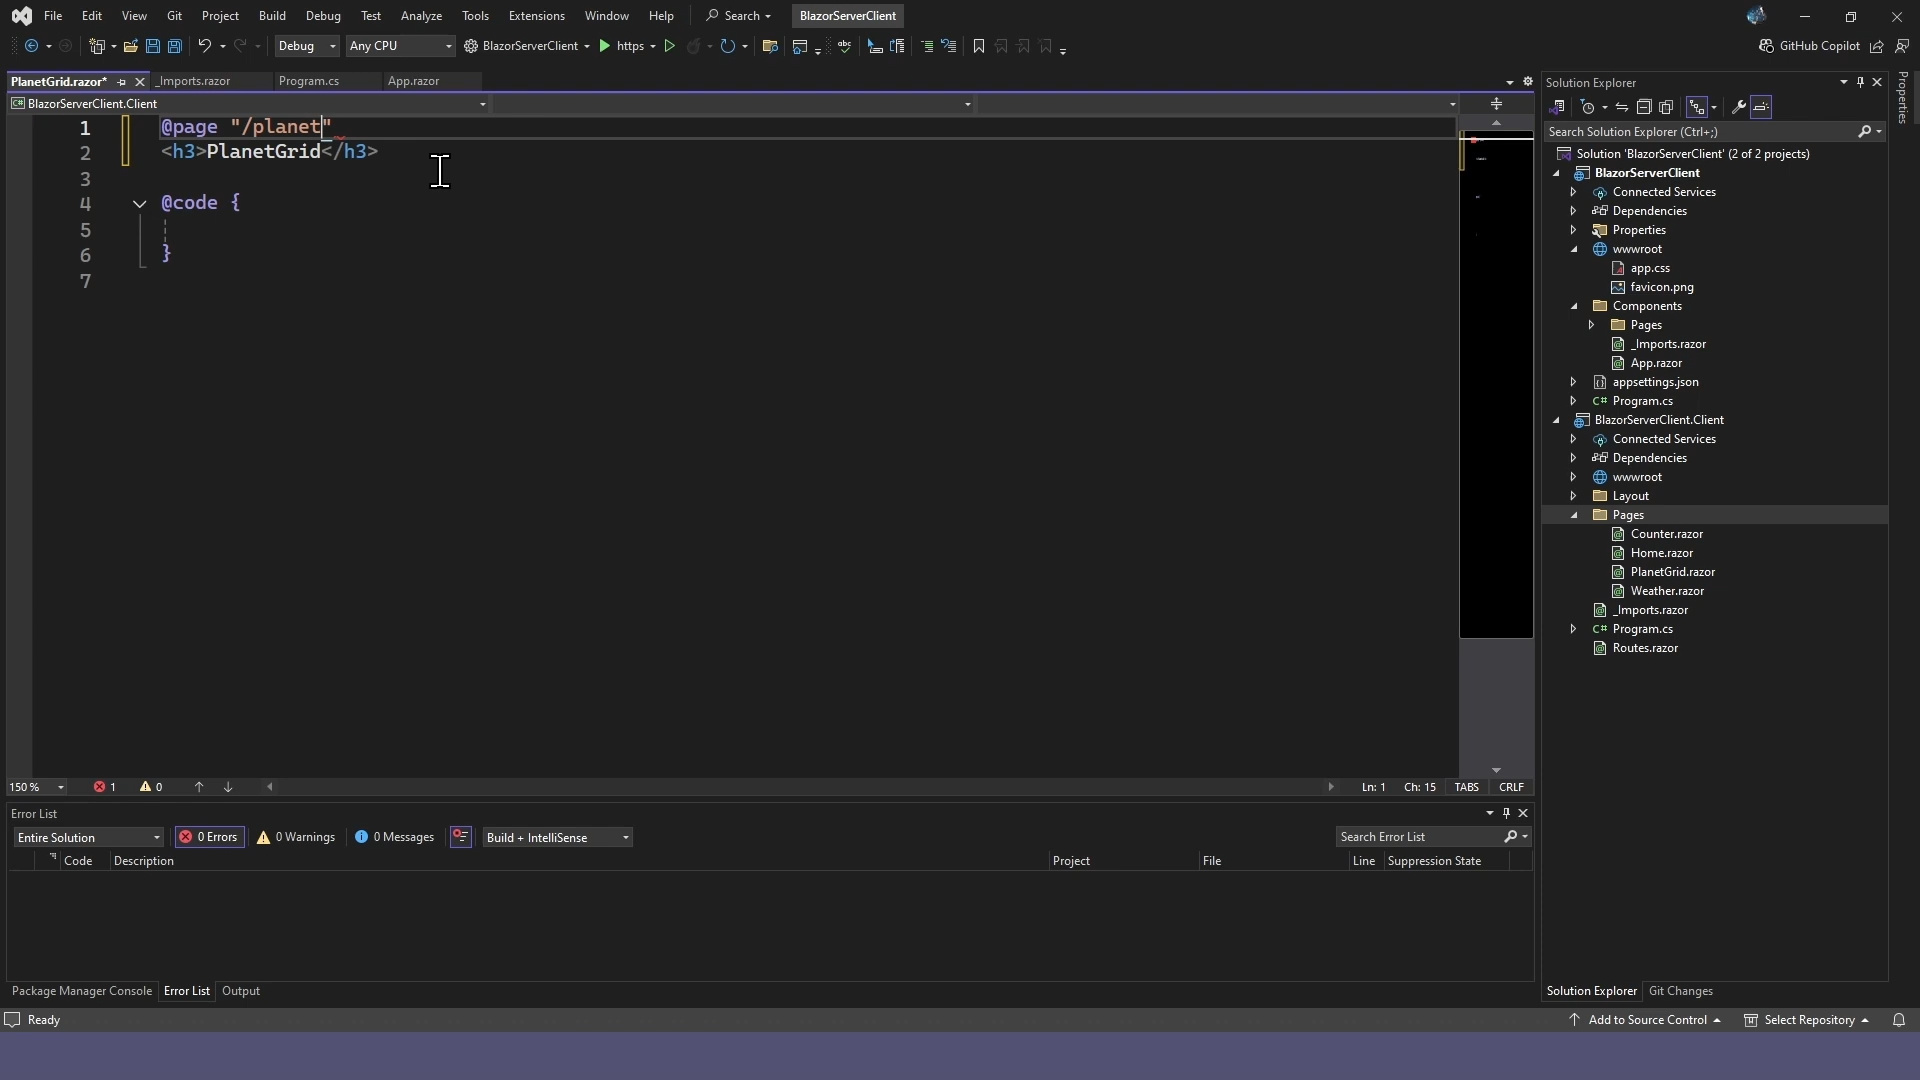 File Edit View Git Project Build Debug Test Analyze Tools Extensions Window Help Search BlazorServerClient
Debug Any CPU BlazorServerClient https GitHub Copilot
PlanetGrid.razor* _Imports.razor Program.cs App.razor
BlazorServerClient.Client
1 @page "/planet"
2 <h3>PlanetGrid</h3>
3
4 @code {
5
6 }
7
150 % 1 0 Ln: 1 Ch: 15 TABS CRLF
Error List
Entire Solution 0 Errors 0 Warnings 0 Messages Build + IntelliSense Search Error List
Code Description Project File Line Suppression State
Package Manager Console Error List Output
Solution Explorer
Search Solution Explorer (Ctrl+;)
Solution 'BlazorServerClient' (2 of 2 projects)
BlazorServerClient
Connected Services
Dependencies
Properties
wwwroot
app.css
favicon.png
Components
Pages
_Imports.razor
App.razor
appsettings.json
C# Program.cs
BlazorServerClient.Client
Connected Services
Dependencies
wwwroot
Layout
Pages
Counter.razor
Home.razor
PlanetGrid.razor
Weather.razor
_Imports.razor
C# Program.cs
Routes.razor
Solution Explorer Git Changes
Properties
Ready Add to Source Control Select Repository